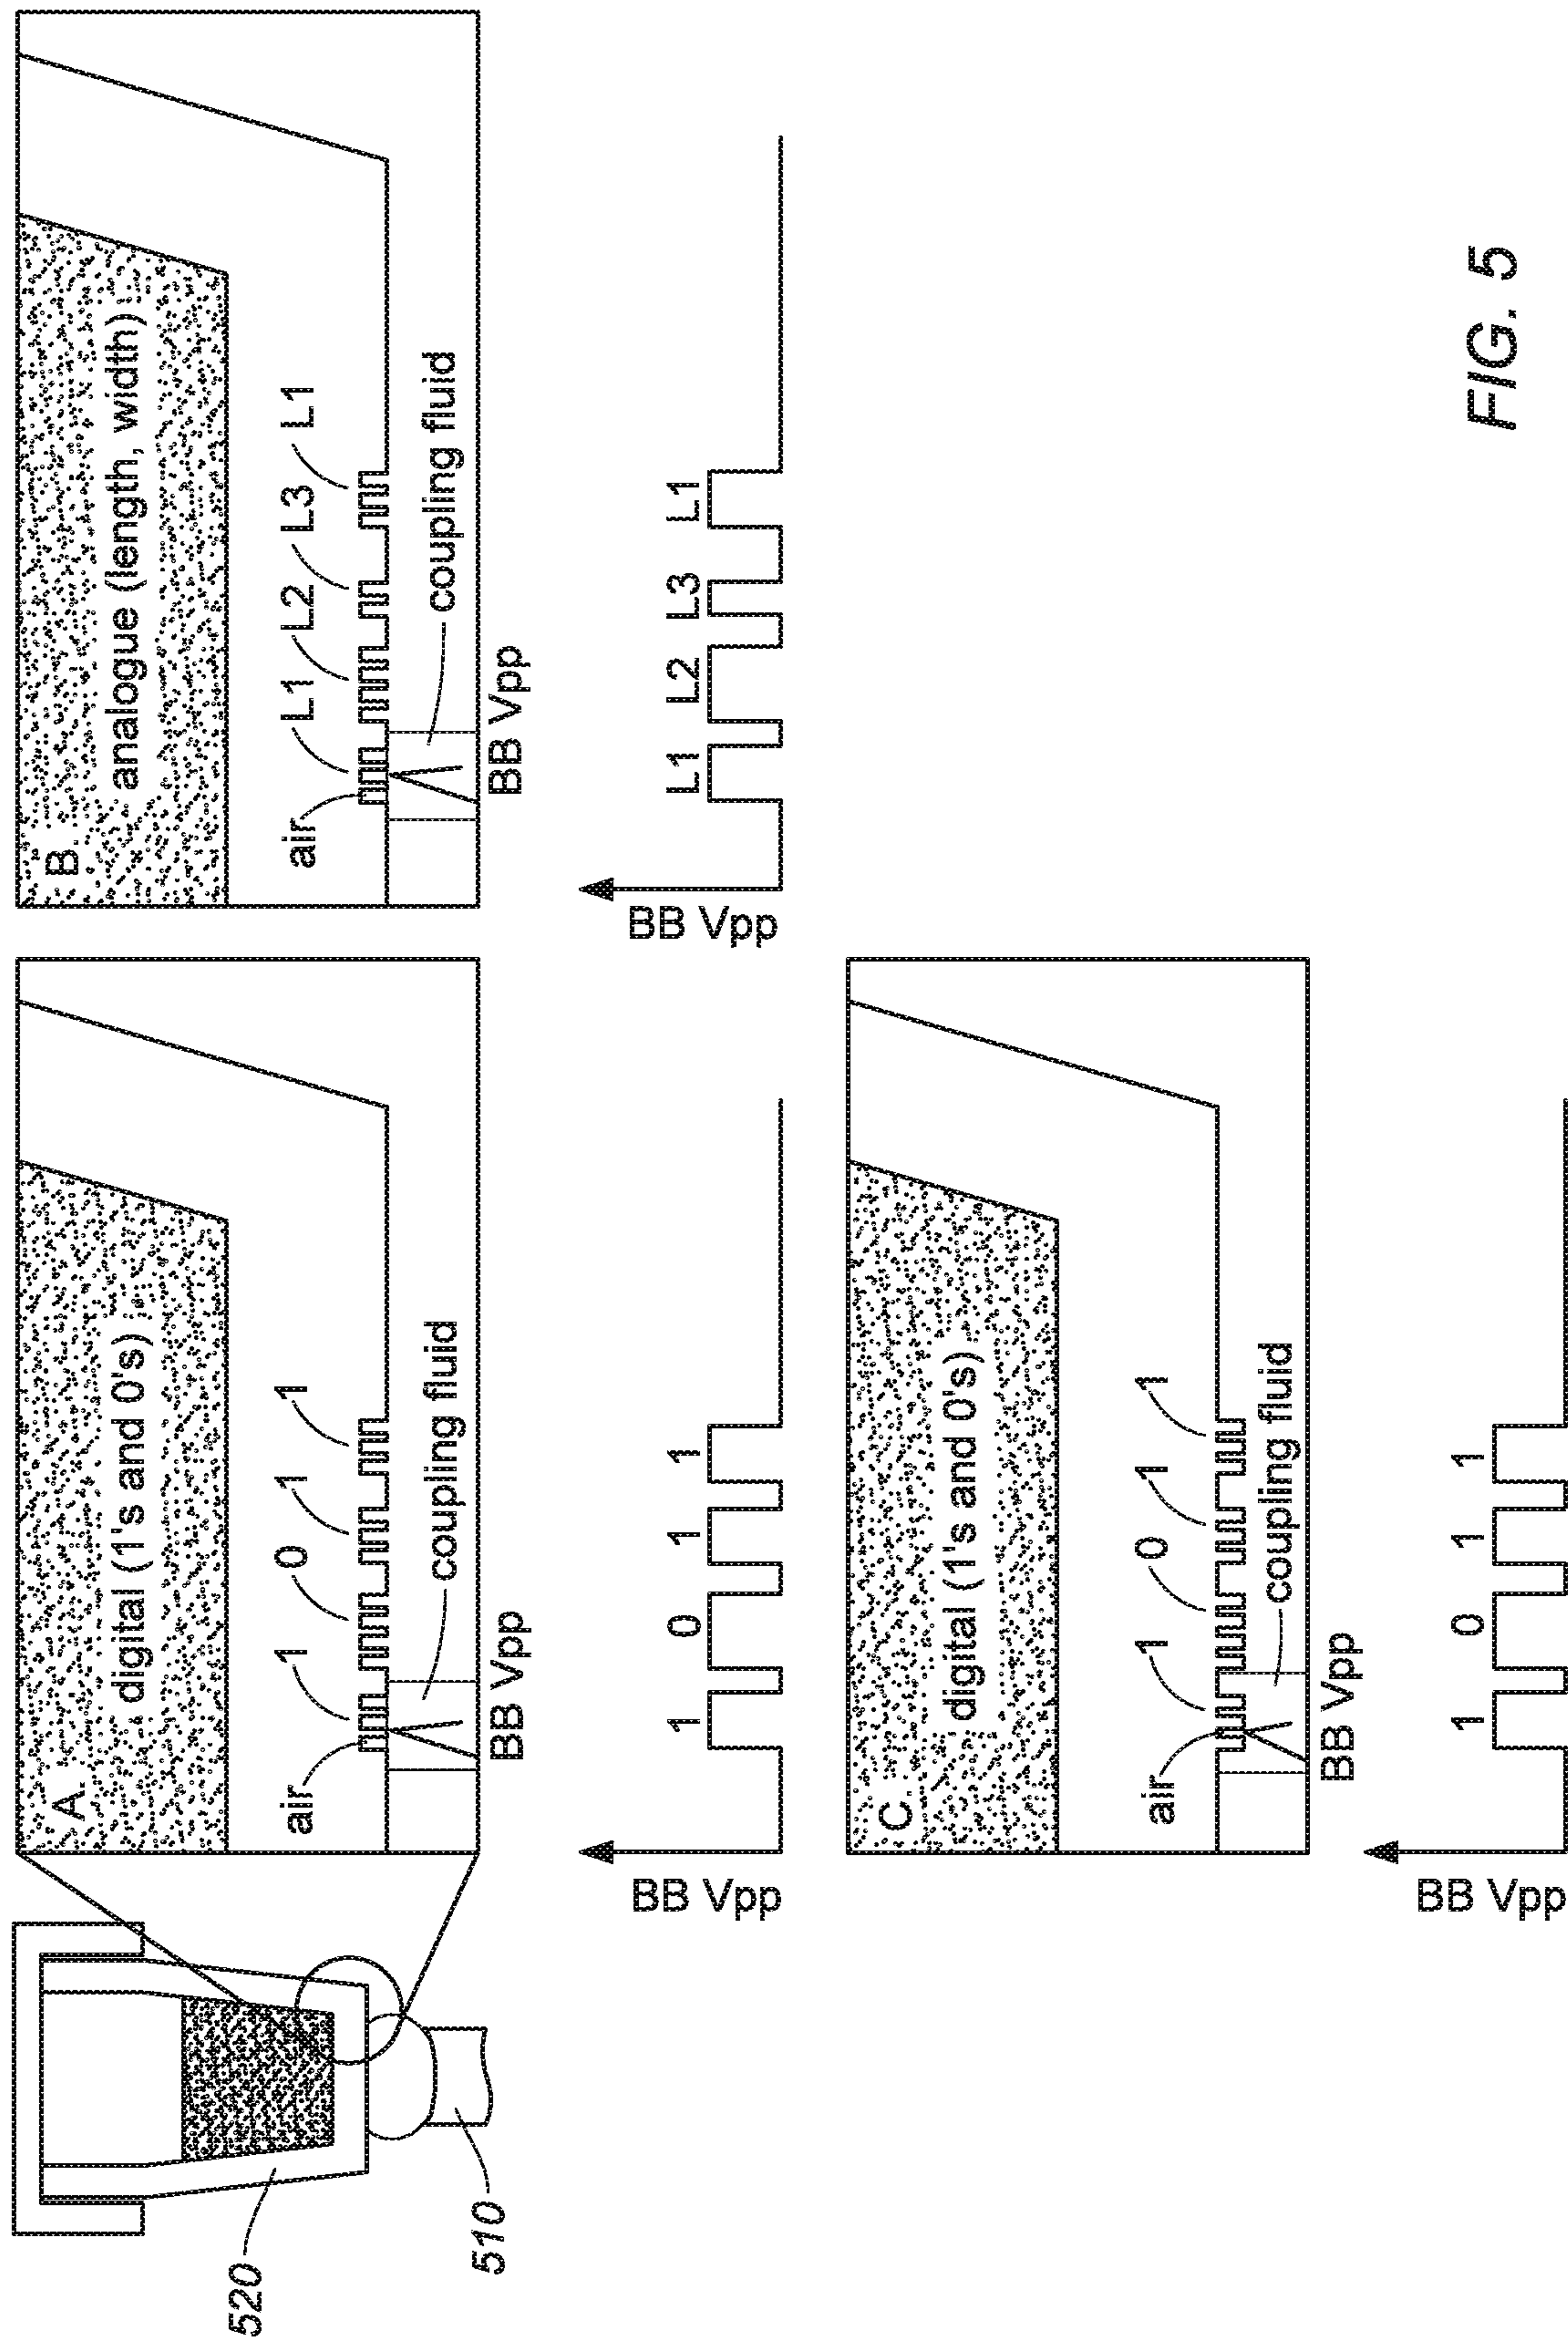 520
510
A.
digital (1's and 0's)
air
1
0
1
1
coupling fluid
BB Vpp
BB Vpp
1
0
1
1
B.
analogue (length, width)
air
L1
L2
L3
L1
coupling fluid
BB Vpp
BB Vpp
L1
L2
L3
L1
C.
digital (1's and 0's)
air
1
0
1
1
coupling fluid
BB Vpp
BB Vpp
1
0
1
1
FIG. 5